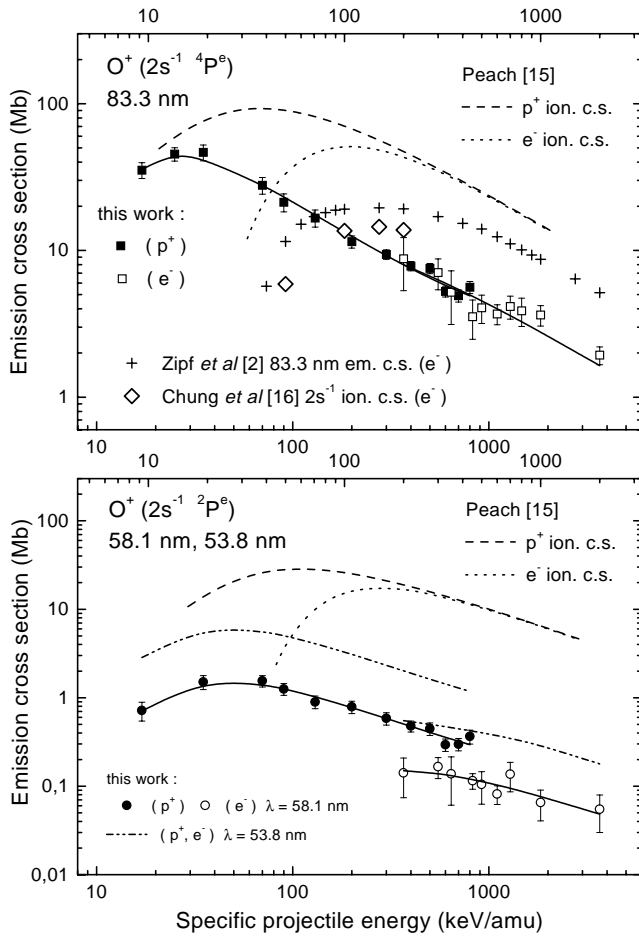 10 100 1000
O⁺ (2s⁻¹ ⁴Pᵉ)
83.3 nm
Peach [15]
p⁺ ion. c.s.
e⁻ ion. c.s.
this work :
( p⁺ )
( e⁻ )
Zipf et al [2] 83.3 nm em. c.s. (e⁻)
Chung et al [16] 2s⁻¹ ion. c.s. (e⁻)
100
10
1
Emission cross section (Mb)
10 100 1000
10 100 1000
O⁺ (2s⁻¹ ²Pᵉ)
58.1 nm, 53.8 nm
Peach [15]
p⁺ ion. c.s.
e⁻ ion. c.s.
this work :
( p⁺ ) ( e⁻ ) λ = 58.1 nm
( p⁺, e⁻ ) λ = 53.8 nm
100
10
1
0,1
0,01
Emission cross section (Mb)
10 100 1000
Specific projectile energy (keV/amu)